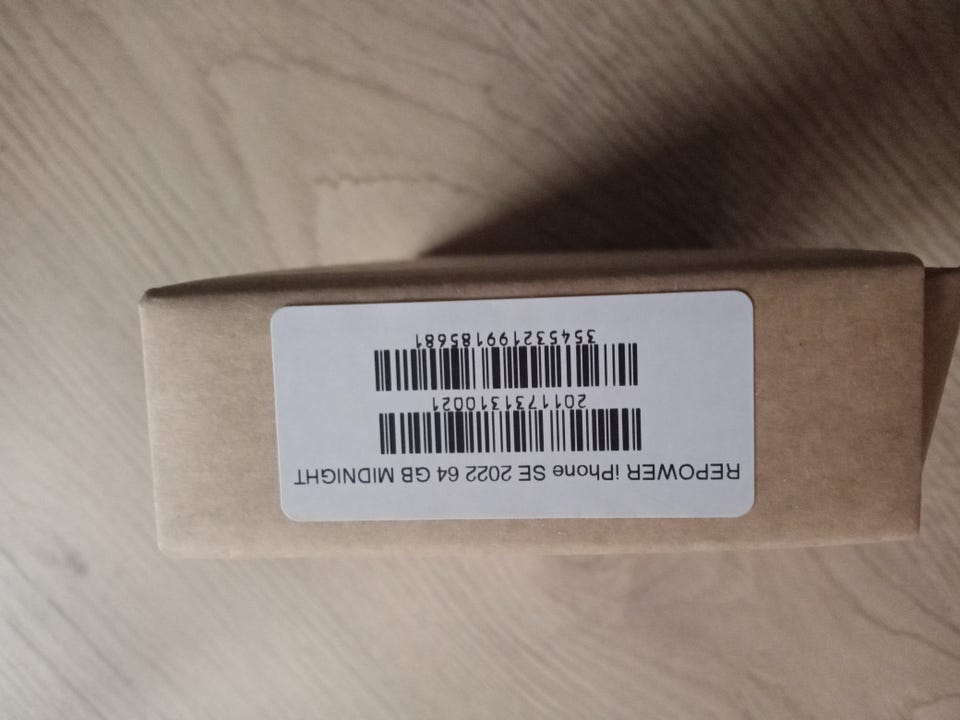 REPOWER iPhone SE 2022 64 GB MIDNIGHT
2011731310021
354532199185681